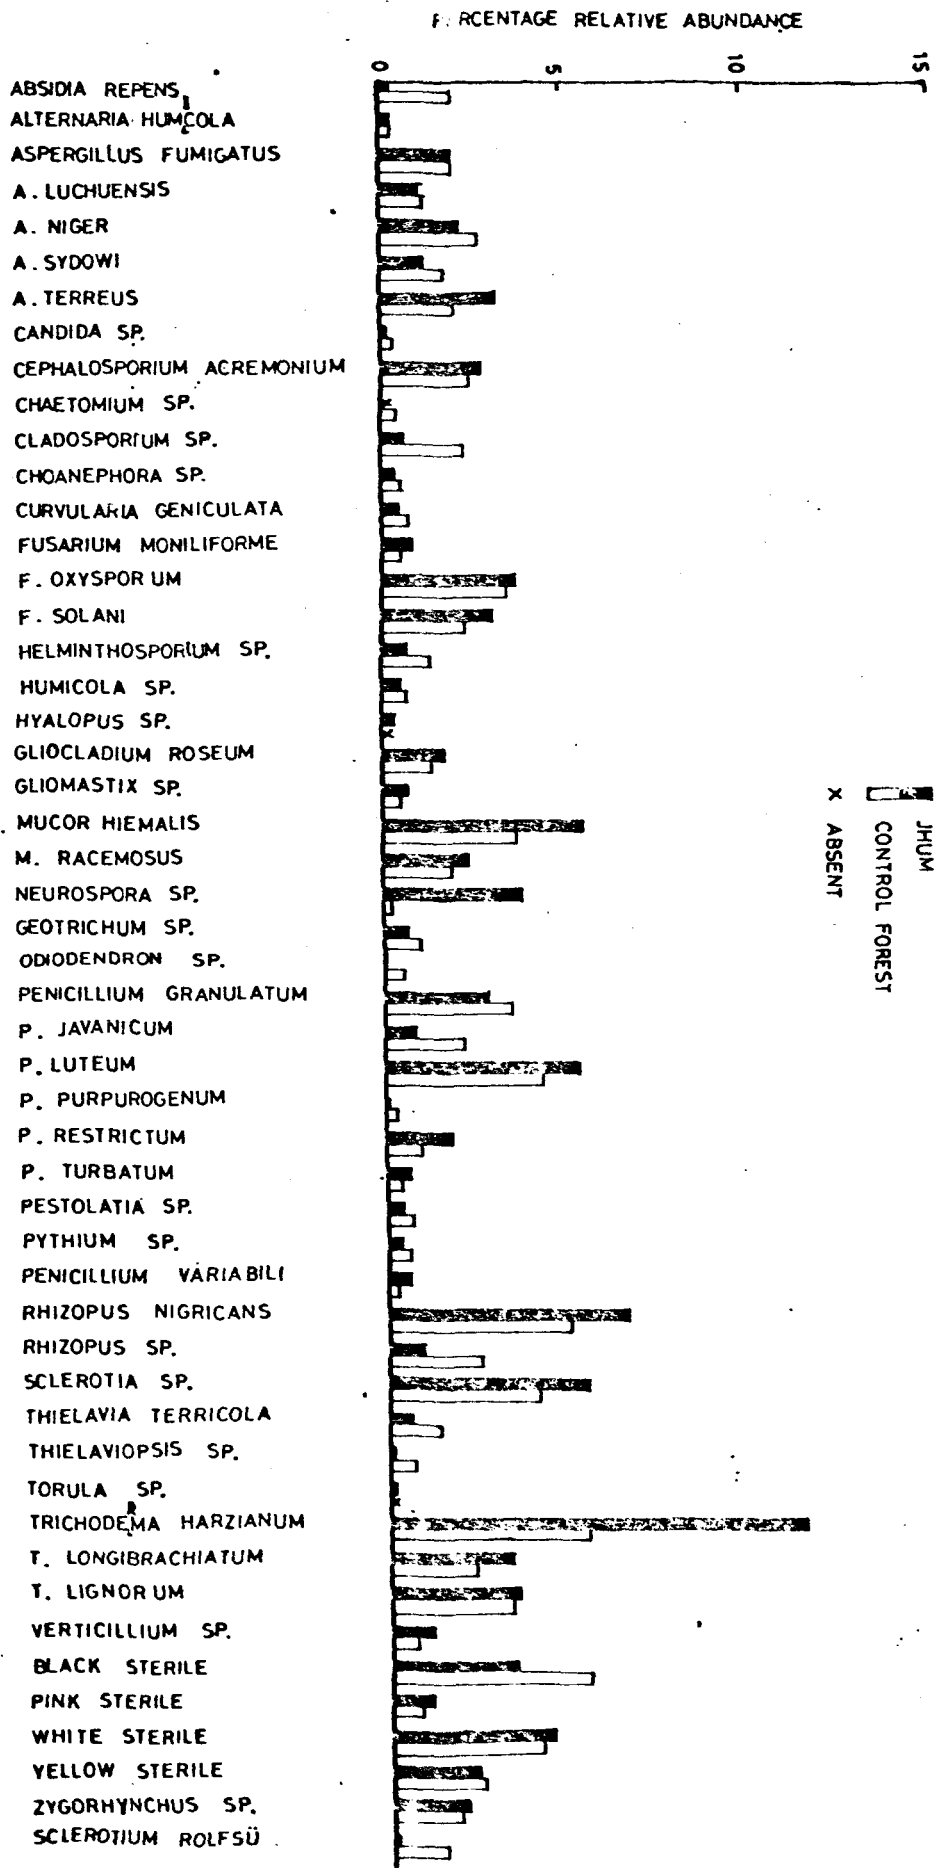 PERCENTAGE RELATIVE ABUNDANCE
0 5 10 15
ABSIDIA REPENS
ALTERNARIA HUMICOLA
ASPERGILLUS FUMIGATUS
A. LUCHUENSIS
A. NIGER
A. SYDOWI
A. TERREUS
CANDIDA SP.
CEPHALOSPORIUM ACREMONIUM
CHAETOMIUM SP.
CLADOSPORIUM SP.
CHOANEPHORA SP.
CURVULARIA GENICULATA
FUSARIUM MONILIFORME
F. OXYSPORUM
F. SOLANI
HELMINTHOSPORIUM SP.
HUMICOLA SP.
HYALOPUS SP.
GLIOCLADIUM ROSEUM
GLIOMASTIX SP.
MUCOR HIEMALIS
M. RACEMOSUS
NEUROSPORA SP.
GEOTRICHUM SP.
ODIODENDRON SP.
PENICILLIUM GRANULATUM
P. JAVANICUM
P. LUTEUM
P. PURPUROGENUM
P. RESTRICTUM
P. TURBATUM
PESTOLATIA SP.
PYTHIUM SP.
PENICILLIUM VARIABILI
RHIZOPUS NIGRICANS
RHIZOPUS SP.
SCLEROTIA SP.
THIELAVIA TERRICOLA
THIELAVIOPSIS SP.
TORULA SP.
TRICHODERMA HARZIANUM
T. LONGIBRACHIATUM
T. LIGNORUM
VERTICILLIUM SP.
BLACK STERILE
PINK STERILE
WHITE STERILE
YELLOW STERILE
ZYGORHYNCHUS SP.
SCLEROTIUM ROLFSÜ
JHUM
CONTROL FOREST
x ABSENT